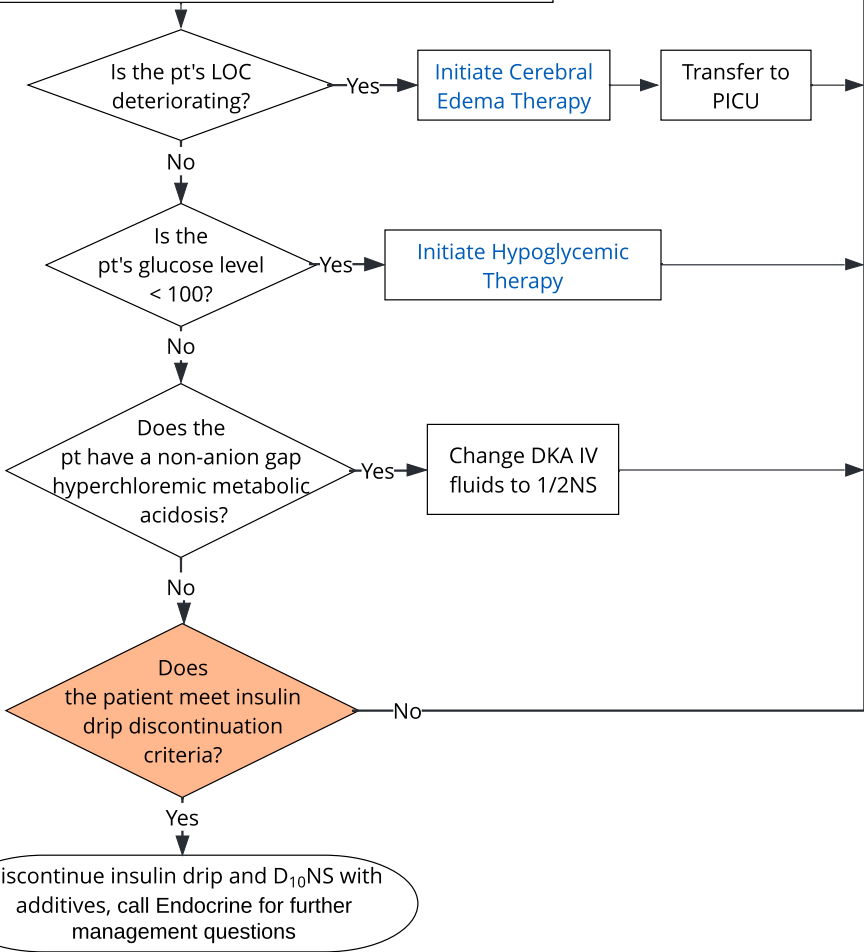 Is the pt's LOC
deteriorating?
Yes
Initiate Cerebral
Edema Therapy
Transfer to
PICU
No
Is the
pt's glucose level
< 100?
Yes
Initiate Hypoglycemic
Therapy
No
Does the
pt have a non-anion gap
hyperchloremic metabolic
acidosis?
Yes
Change DKA IV
fluids to 1/2NS
No
Does
the patient meet insulin
drip discontinuation
criteria?
No
Yes
iscontinue insulin drip and D₁₀NS with
additives, call Endocrine for further
management questions